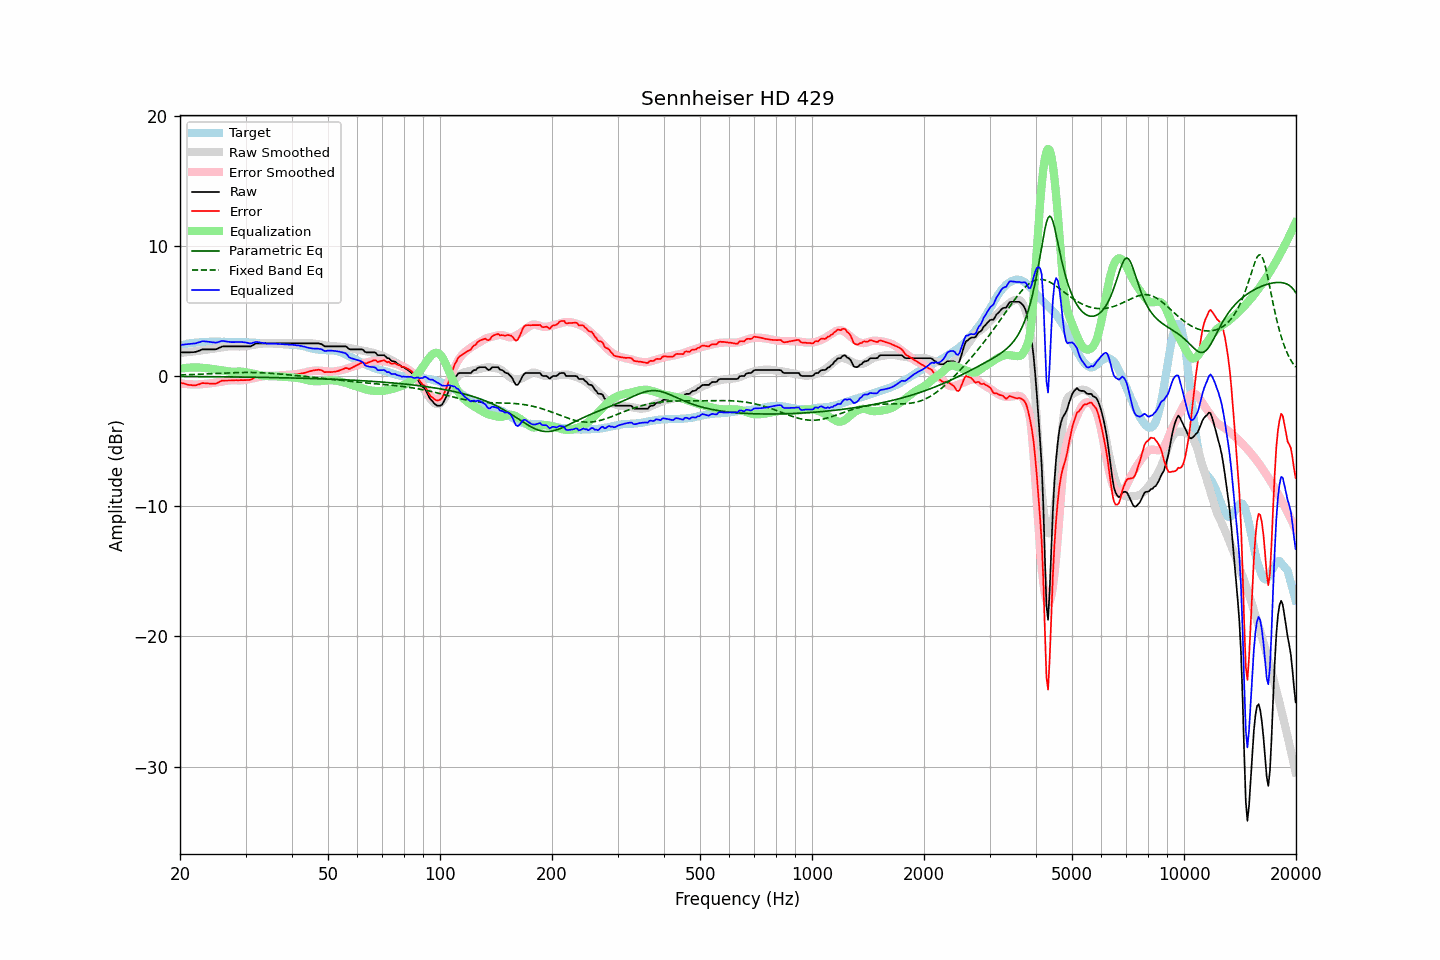 Sennheiser HD 429
20
10
0
−10
−20
−30
Amplitude (dBr)
Target
Raw Smoothed
Error Smoothed
Raw
Error
Equalization
Parametric Eq
Fixed Band Eq
Equalized
20 50 100 200 500 1000 2000 5000 10000 20000
Frequency (Hz)